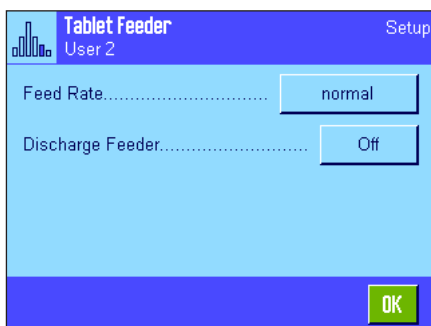 Tablet Feeder Setup
User 2
Feed Rate.............................. normal
Discharge Feeder........................... Off
OK